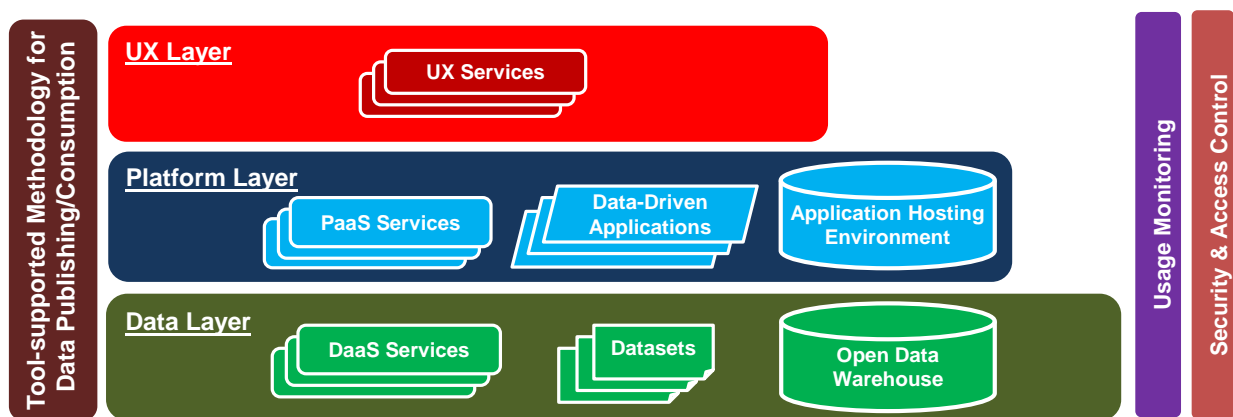 Tool-supported Methodology for
Data Publishing/Consumption
UX Layer
UX Services
Platform Layer
PaaS Services
Data-Driven
Applications
Application Hosting
Environment
Data Layer
DaaS Services
Datasets
Open Data
Warehouse
Usage Monitoring
Security & Access Control